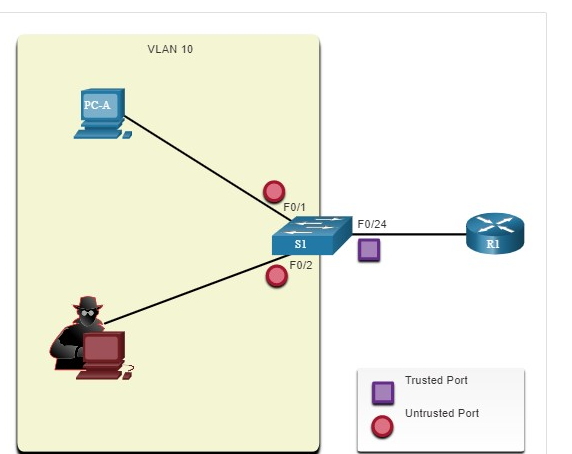 VLAN 10
PC-A
F0/1
F0/24
S1
R1
F0/2
Trusted Port
Untrusted Port